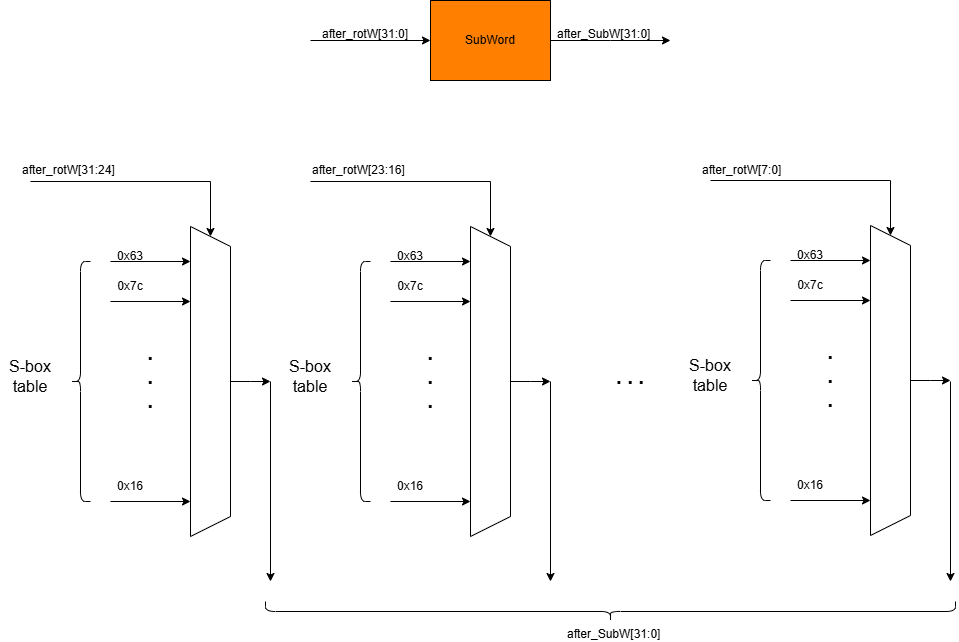 after_rotW[31:0]
SubWord
after_SubW[31:0]
after_rotW[31:24]
after_rotW[23:16]
after_rotW[7:0]
0x63
0x63
0x63
0x7c
0x7c
0x7c
S-box
table
S-box
table
. . .
S-box
table
0x16
0x16
0x16
after_SubW[31:0]